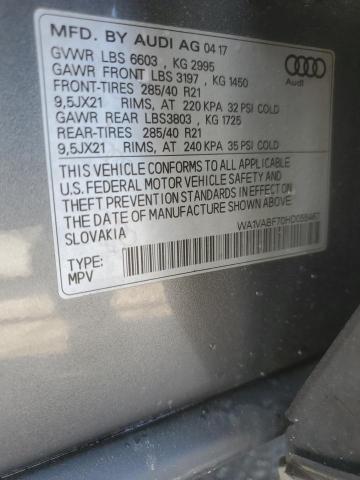 MFD. BY AUDI AG 04 17
GVWR LBS 6603 , KG 2995
GAWR FRONT LBS 3197 , KG 1450
FRONT-TIRES 285/40 R21
9,5JX21 RIMS, AT 220 KPA 32 PSI COLD
GAWR REAR LBS3803 , KG 1725
REAR-TIRES 285/40 R21
9,5JX21 RIMS, AT 240 KPA 35 PSI COLD
Audi
THIS VEHICLE CONFORMS TO ALL APPLICABLE
U.S. FEDERAL MOTOR VEHICLE SAFETY AND
THEFT PREVENTION STANDARDS IN EFFECT ON
THE DATE OF MANUFACTURE SHOWN ABOVE.
SLOVAKIA
TYPE:
MPV